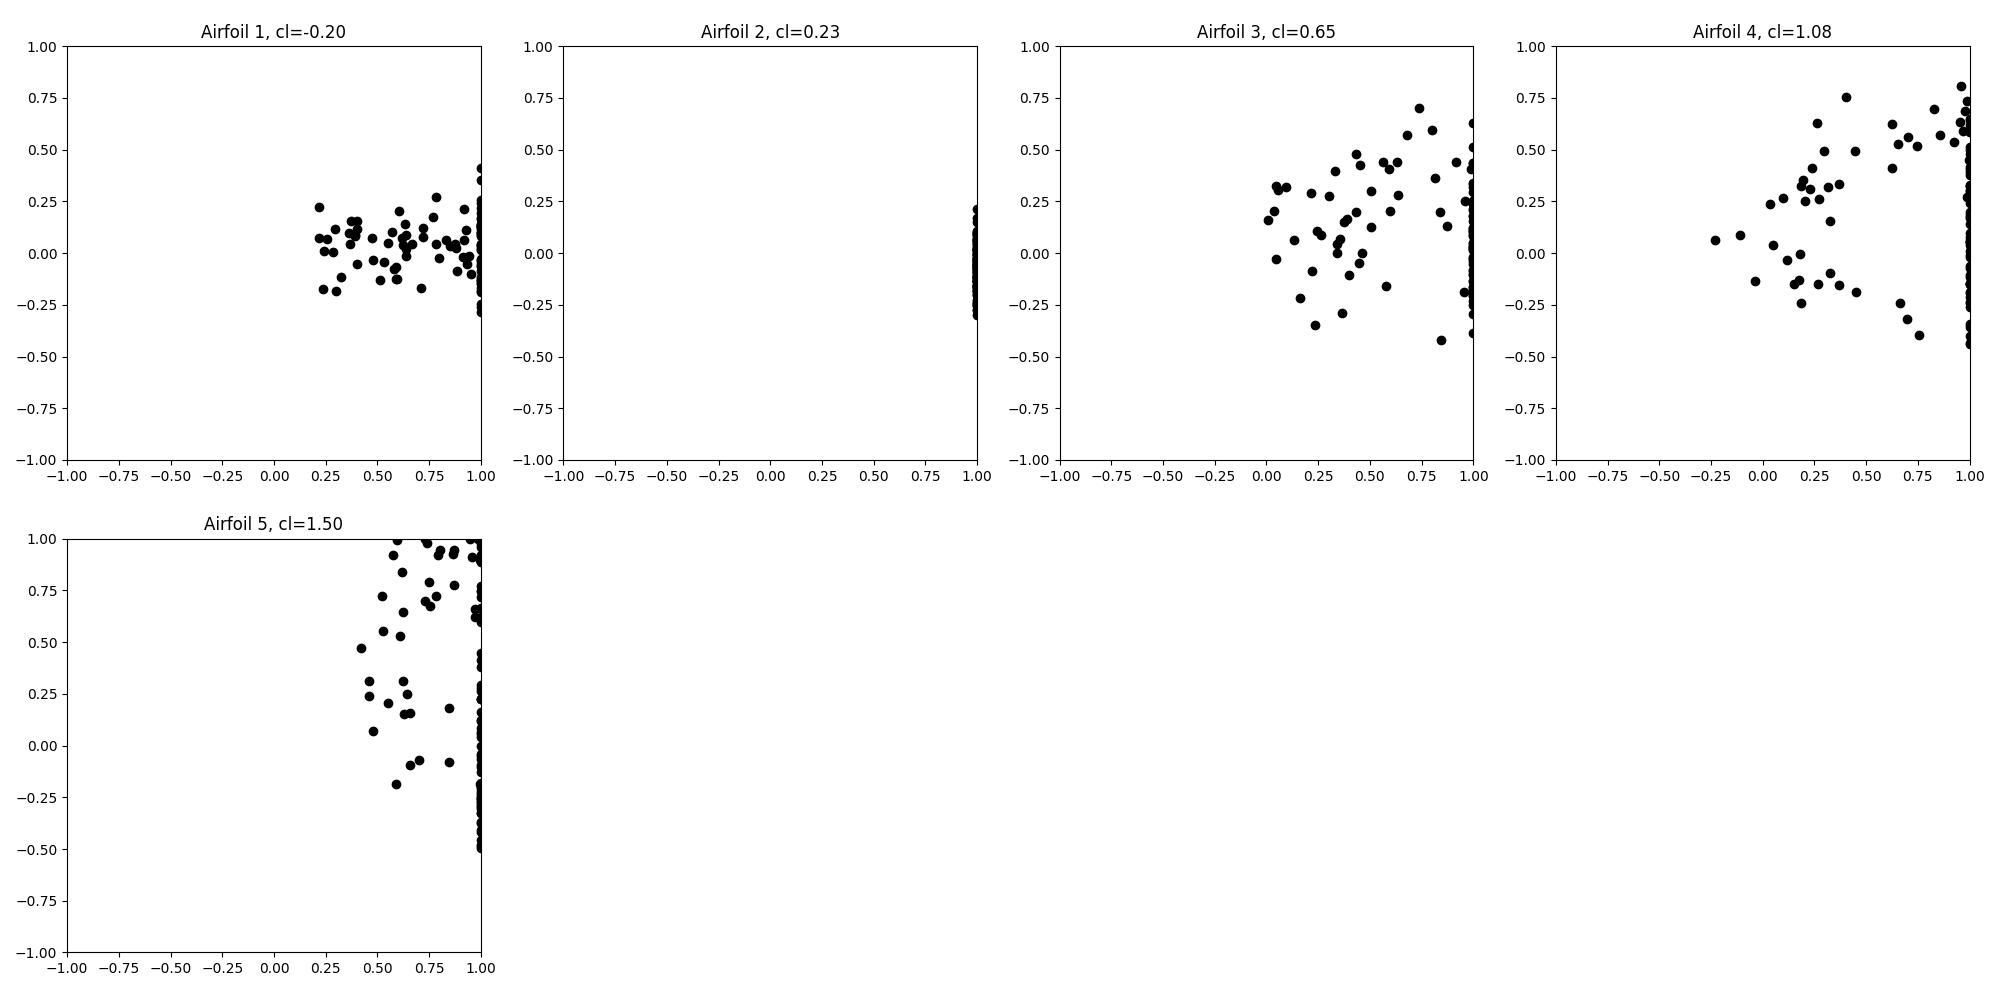 Airfoil 1, cl=-0.20
Airfoil 2, cl=0.23
Airfoil 3, cl=0.65
Airfoil 4, cl=1.08
1.00 1.00 1.00 1.00
0.75 0.75 0.75 0.75
0.50 0.50 0.50 0.50
0.25 0.25 0.25 0.25
0.00 0.00 0.00 0.00
−0.25 −0.25 −0.25 −0.25
−0.50 −0.50 −0.50 −0.50
−0.75 −0.75 −0.75 −0.75
−1.00 −1.00 −1.00 −1.00
−1.00 −0.75 −0.50 −0.25 0.00 0.25 0.50 0.75 1.00
−1.00 −0.75 −0.50 −0.25 0.00 0.25 0.50 0.75 1.00
−1.00 −0.75 −0.50 −0.25 0.00 0.25 0.50 0.75 1.00
−1.00 −0.75 −0.50 −0.25 0.00 0.25 0.50 0.75 1.00
Airfoil 5, cl=1.50
1.00
0.75
0.50
0.25
0.00
−0.25
−0.50
−0.75
−1.00
−1.00 −0.75 −0.50 −0.25 0.00 0.25 0.50 0.75 1.00